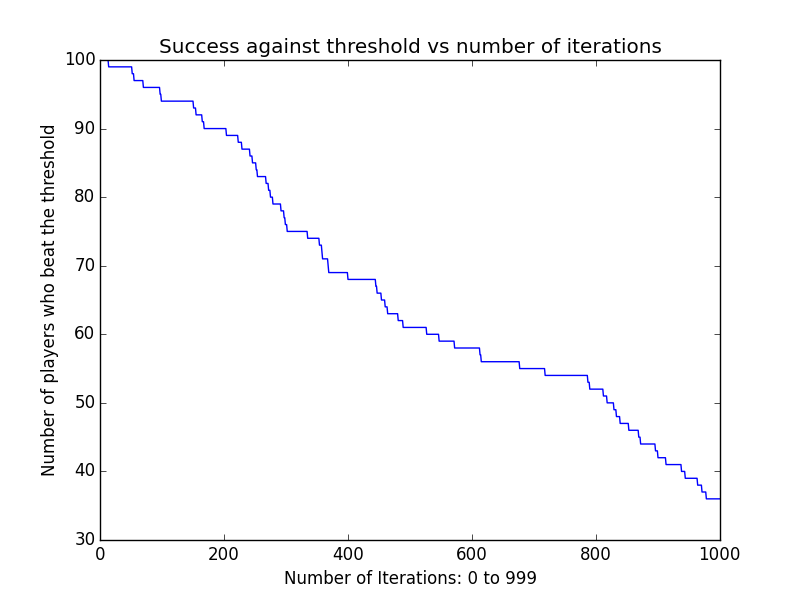 Success against threshold vs number of iterations
100
90
80
70
60
50
40
30
Number of players who beat the threshold
0 200 400 600 800 1000
Number of Iterations: 0 to 999